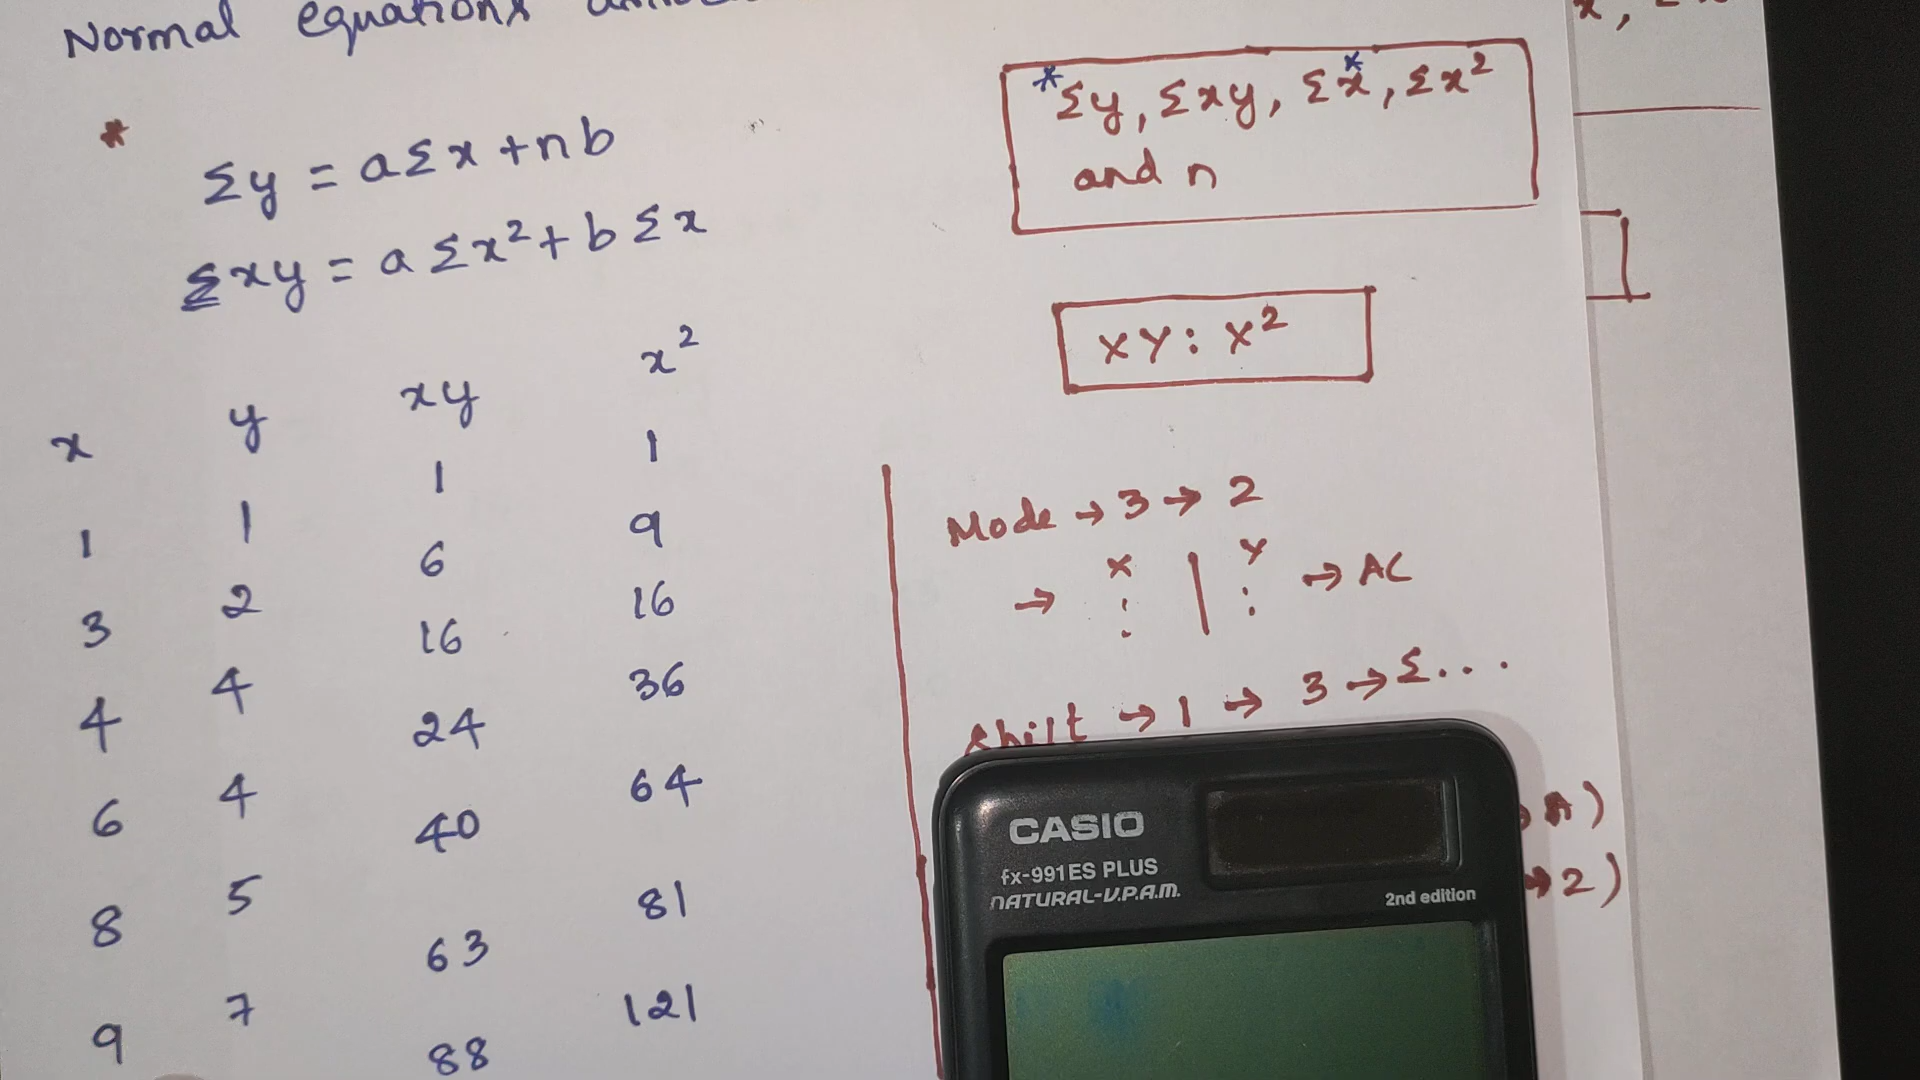 Normal equations
* Σy = aΣx + nb
Σxy = aΣx² + bΣx
x y xy x²
1 1 1 1
3 2 6 9
4 4 16 16
6 4 24 36
8 5 40 64
9 7 63 81
88 121
*Σy, Σxy, Σx*, Σx²
and n
XY : X²
Mode → 3 → 2
→ X | Y → AC
: :
Shift → 1 → 3 → Σ...
A)
→ 2)
CASIO
fx-991ES PLUS
NATURAL-V.P.A.M.
2nd edition
x, Σx